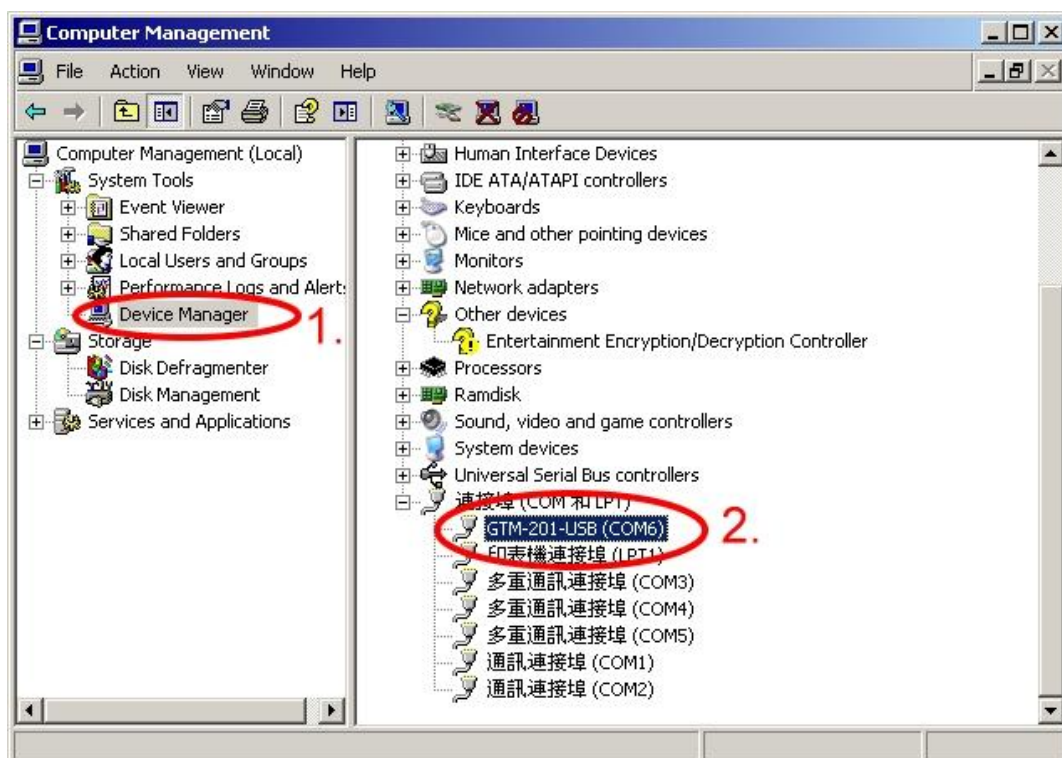 Computer Management
File Action View Window Help
Computer Management (Local)
System Tools
Event Viewer
Shared Folders
Local Users and Groups
Performance Logs and Alert
Device Manager
1.
Storage
Disk Defragmenter
Disk Management
Services and Applications
Human Interface Devices
IDE ATA/ATAPI controllers
Keyboards
Mice and other pointing devices
Monitors
Network adapters
Other devices
Entertainment Encryption/Decryption Controller
Processors
Ramdisk
Sound, video and game controllers
System devices
Universal Serial Bus controllers
連接埠 (COM 和 LPT)
GTM-201-USB (COM6)
2.
印表機連接埠 (LPT1)
多重通訊連接埠 (COM3)
多重通訊連接埠 (COM4)
多重通訊連接埠 (COM5)
通訊連接埠 (COM1)
通訊連接埠 (COM2)